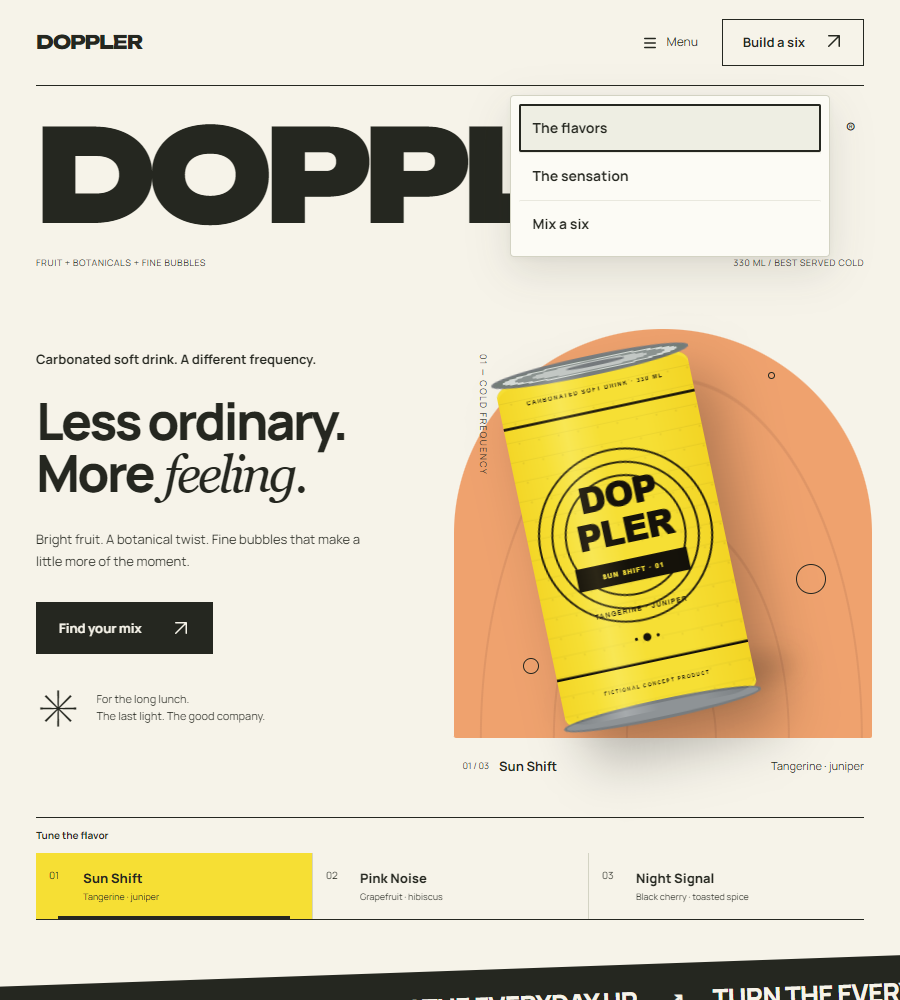 DOPPLER
Menu
Build a six
The flavors
The sensation
Mix a six
DOPPL
®
FRUIT + BOTANICALS + FINE BUBBLES
330 ML / BEST SERVED COLD
Carbonated soft drink. A different frequency.
Less ordinary.
More feeling.
Bright fruit. A botanical twist. Fine bubbles that make a
little more of the moment.
Find your mix
For the long lunch.
The last light. The good company.
01 — COLD FREQUENCY
CARBONATED SOFT DRINK · 330 ML
DOP
PLER
SUN SHIFT · 01
TANGERINE · JUNIPER
FICTIONAL CONCEPT PRODUCT
01 / 03 Sun Shift
Tangerine · juniper
Tune the flavor
01 Sun Shift
Tangerine · juniper
02 Pink Noise
Grapefruit · hibiscus
03 Night Signal
Black cherry · toasted spice
THE EVERYDAY UP
TURN THE EVER